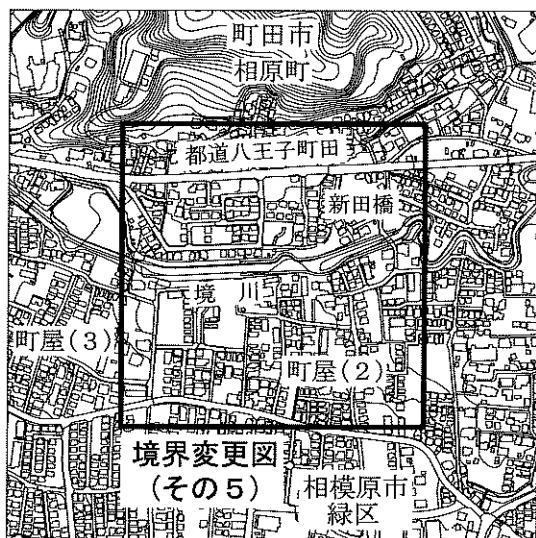 町田市
相原町
都道八王子町田
新田橋
境川
町屋(3)
町屋(2)
境界変更図
(その5)
相模原市
緑区